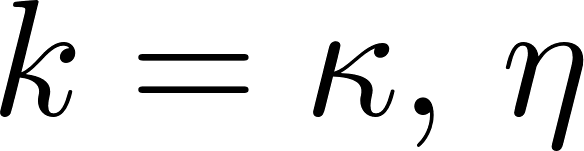 k = κ, η